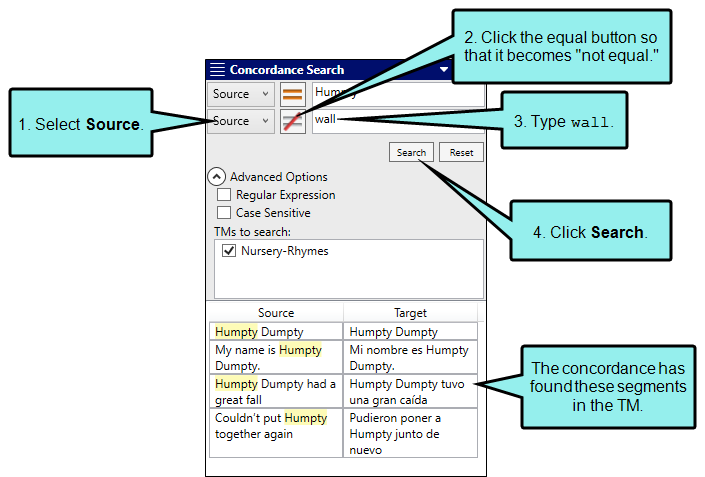 2. Click the equal button so
that it becomes "not equal."
Concordance Search
Source
Humpty
1. Select Source.
Source
wall
3. Type wall.
Search
Reset
Advanced Options
Regular Expression
Case Sensitive
4. Click Search.
TMs to search:
Nursery-Rhymes
Source
Target
Humpty Dumpty
Humpty Dumpty
My name is Humpty
Dumpty.
Mi nombre es Humpty
Dumpty.
Humpty Dumpty had a
great fall
Humpty Dumpty tuvo
una gran caída
Couldn't put Humpty
together again
Pudieron poner a
Humpty junto de
nuevo
The concordance has
found these segments
in the TM.